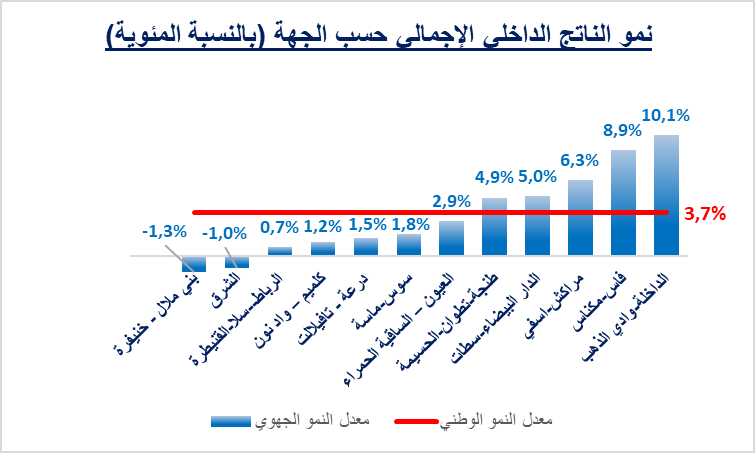 نمو الناتج الداخلي الإجمالي حسب الجهة (بالنسبة المئوية)
-1,3%
-1,0%
0,7%
1,2%
1,5%
1,8%
2,9%
4,9%
5,0%
6,3%
8,9%
10,1%
3,7%
بني ملال - خنيفرة
الشرق
الرباط-سلا-القنيطرة
كلميم – واد نون
درعة - تافيلالت
سوس-ماسة
العيون – الساقية الحمراء
طنجة-تطوان-الحسيمة
الدار البيضاء-سطات
مراكش-اسفي
فاس-مكناس
الداخلة-وادي الذهب
معدل النمو الجهوي
معدل النمو الوطني